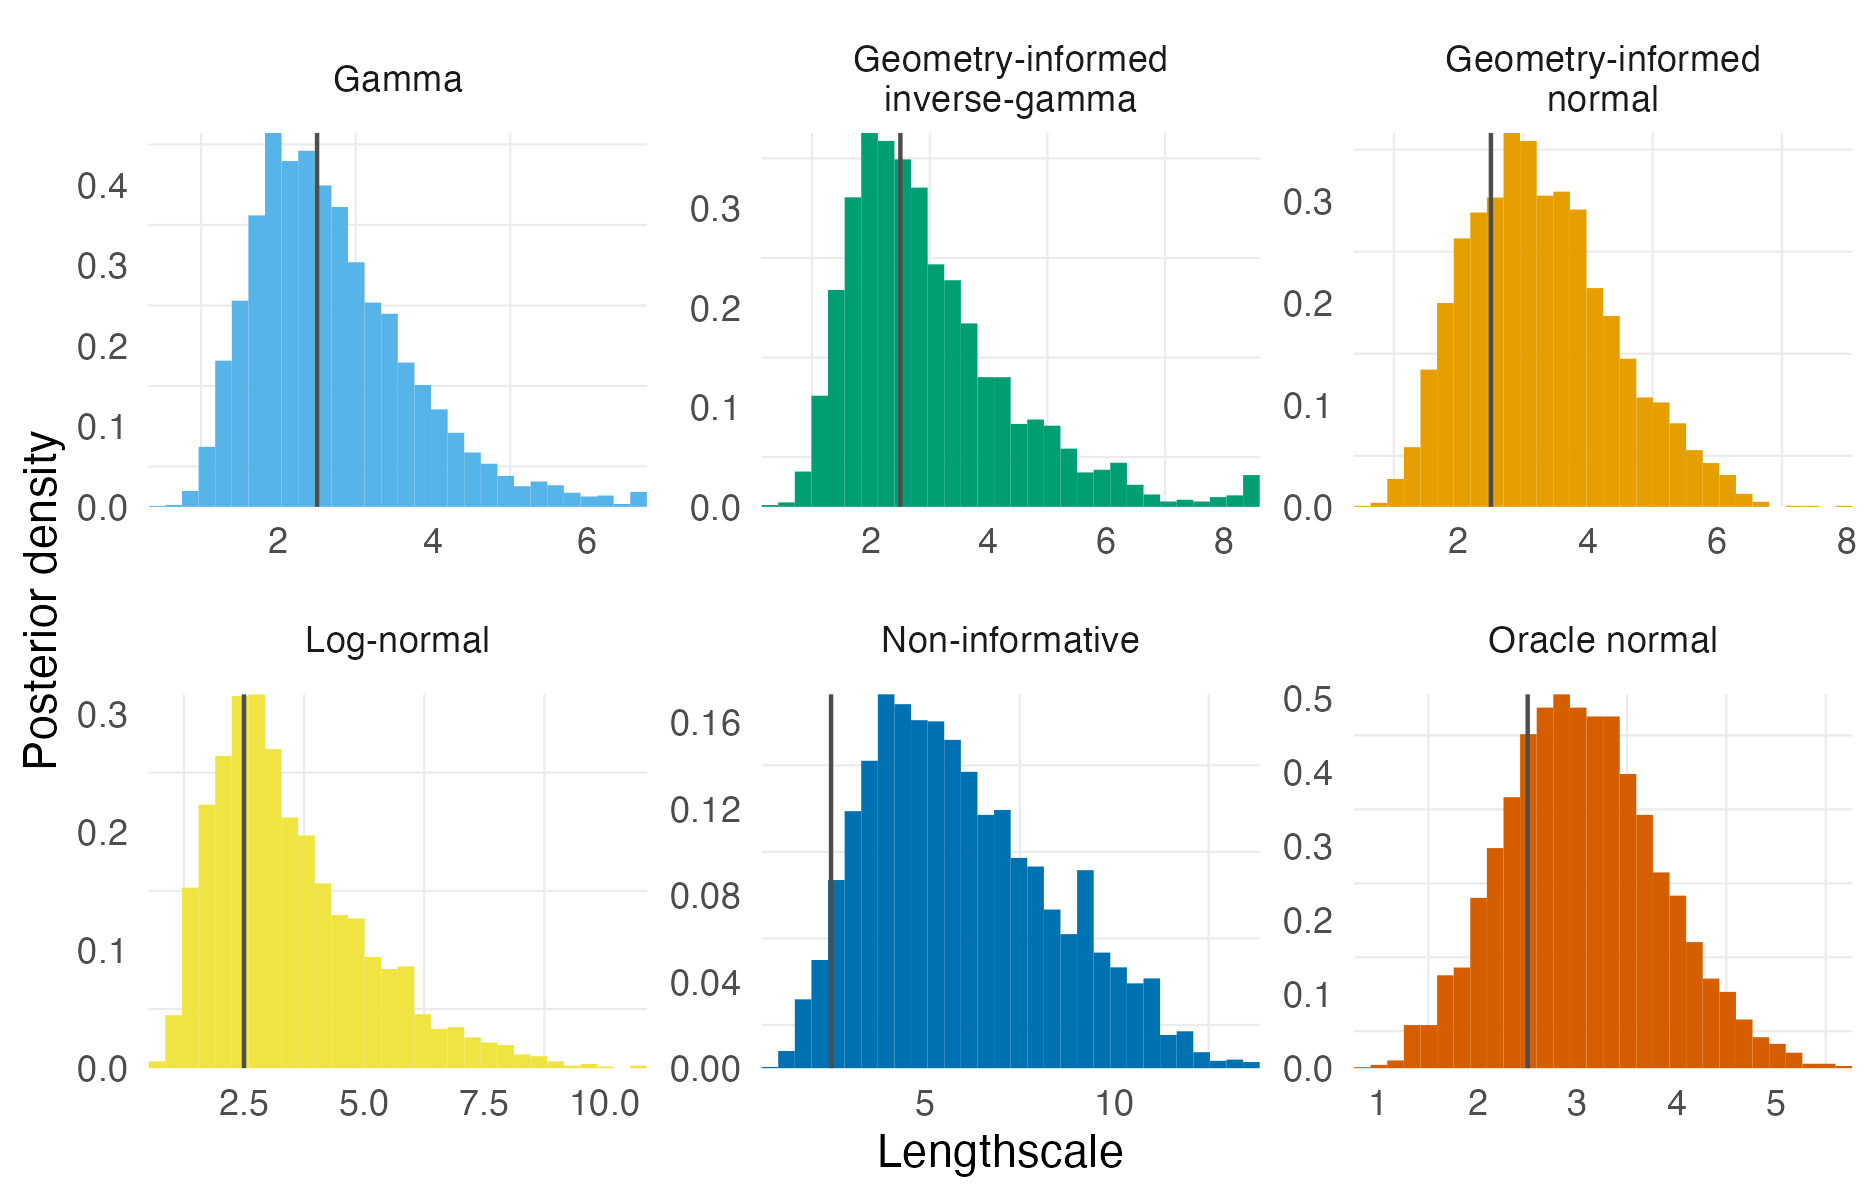 Gamma
Geometry-informed
inverse-gamma
Geometry-informed
normal
0.4
0.3
0.2
0.1
0.0
2 4 6
0.3
0.2
0.1
0.0
2 4 6 8
0.3
0.2
0.1
0.0
2 4 6 8
Posterior density
Log-normal
Non-informative
Oracle normal
0.3
0.2
0.1
0.0
2.5 5.0 7.5 10.0
0.16
0.12
0.08
0.04
0.00
5 10
0.5
0.4
0.3
0.2
0.1
0.0
1 2 3 4 5
Lengthscale